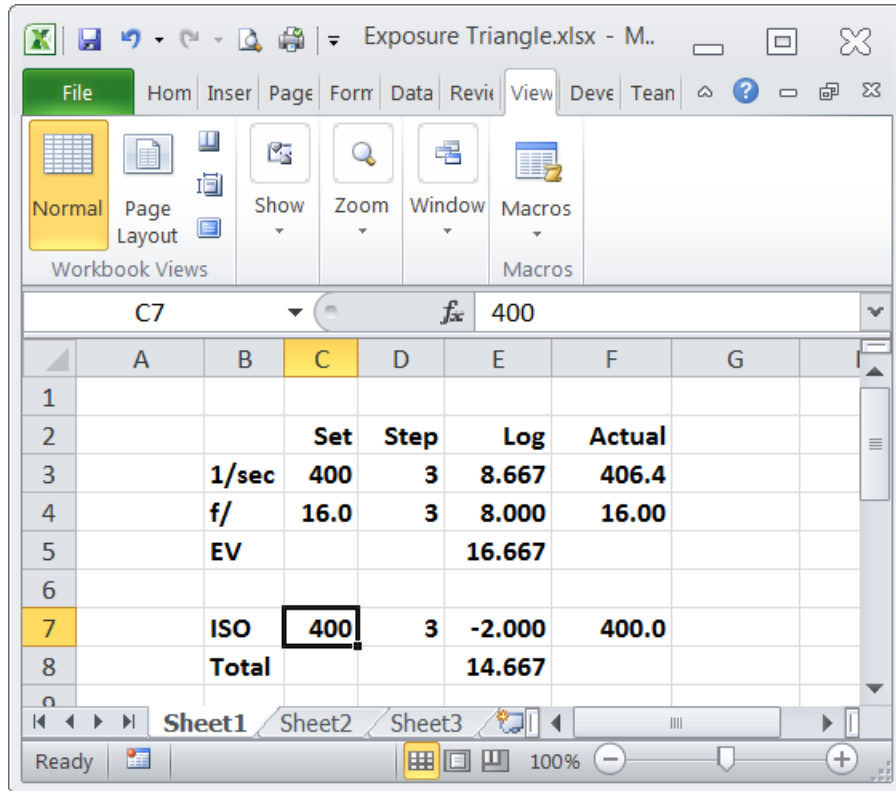 Exposure Triangle.xlsx - M..
File Hom Inser Page Forr Data Revie View Deve Tean
Normal Page Layout Show Zoom Window Macros
Workbook Views Macros
C7 fx 400
A B C D E F G
1
2 Set Step Log Actual
3 1/sec 400 3 8.667 406.4
4 f/ 16.0 3 8.000 16.00
5 EV 16.667
6
7 ISO 400 3 -2.000 400.0
8 Total 14.667
Sheet1 Sheet2 Sheet3
Ready 100%